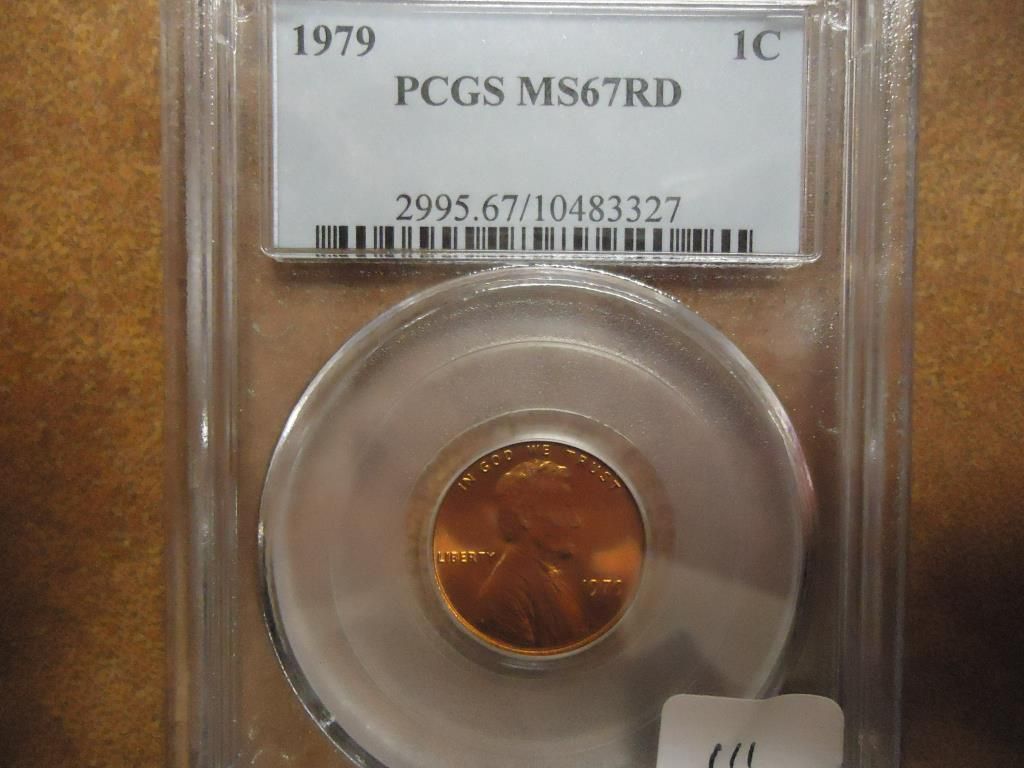 1979 1C
PCGS MS67RD
2995.67/10483327
IN GOD WE TRUST
LIBERTY 1979